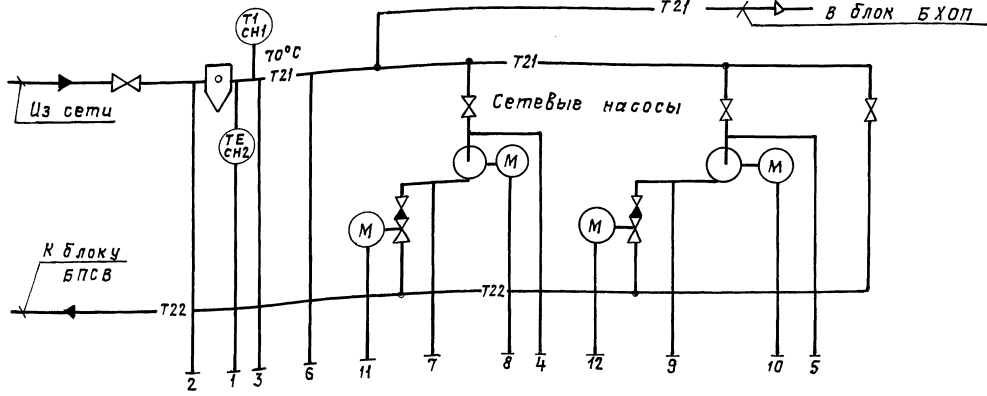 Т21
В блок БХОП
Т1
СН1
70°С
Т21
Т21
Из сети
Сетевые насосы
ТЕ
СН2
М
М
М
М
К блоку
БПСВ
Т22
Т22
2
1
3
6
11
7
8
4
12
9
10
5